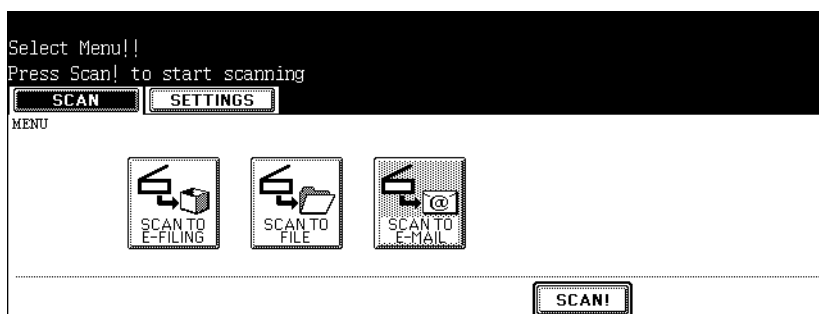 Select Menu!!
Press Scan! to start scanning
SCAN SETTINGS
MENU
SCAN TO
E-FILING
SCAN TO
FILE
@
SCAN TO
E-MAIL
SCAN!